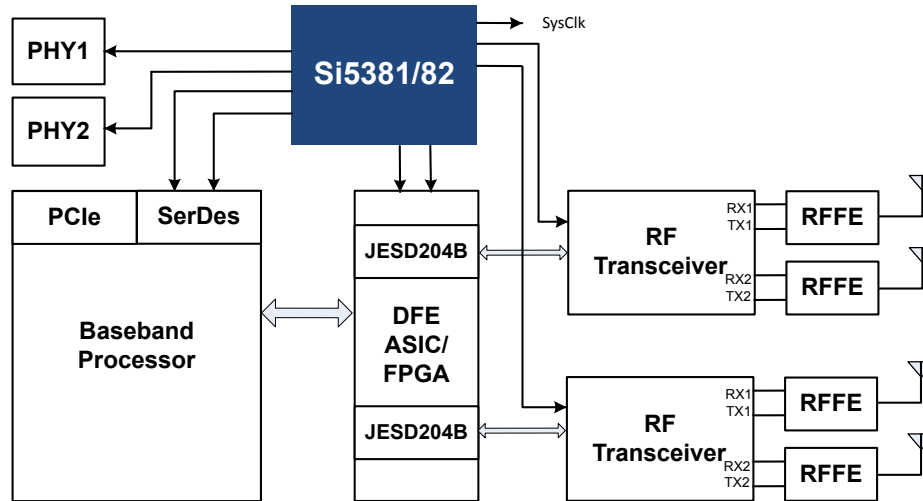 SysClk
PHY1
Si5381/82
PHY2
PCIe
SerDes
Baseband
Processor
JESD204B
DFE
ASIC/
FPGA
JESD204B
RF
Transceiver
RX1
TX1
RX2
TX2
RFFE
RFFE
RF
Transceiver
RX1
TX1
RX2
TX2
RFFE
RFFE